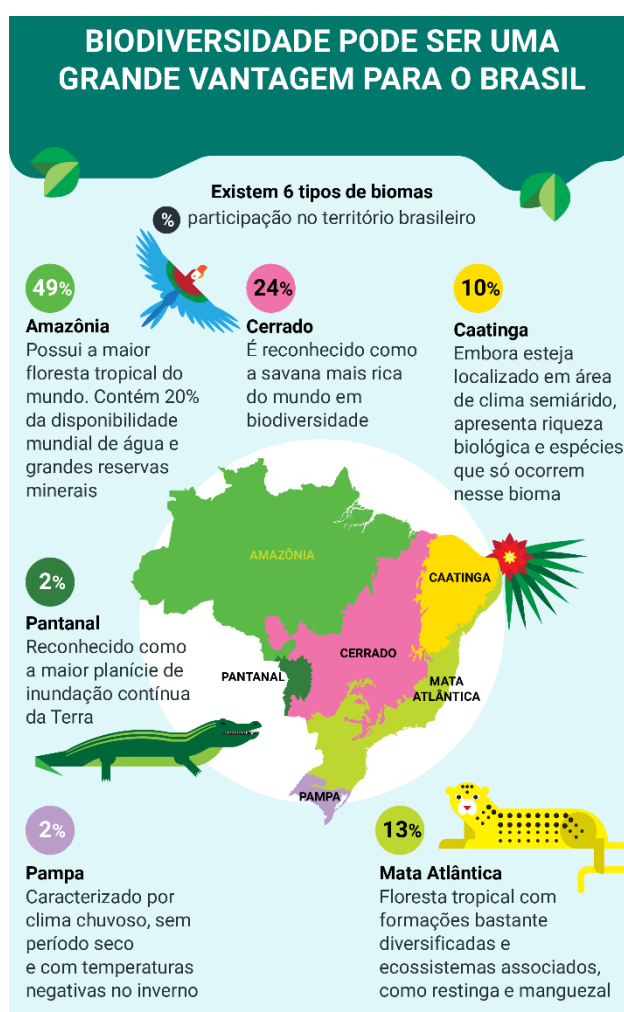 BIODIVERSIDADE PODE SER UMA
GRANDE VANTAGEM PARA O BRASIL
Existem 6 tipos de biomas
% participação no território brasileiro
49%
Amazônia
Possui a maior
floresta tropical do
mundo. Contém 20%
da disponibilidade
mundial de água e
grandes reservas
minerais
24%
Cerrado
É reconhecido como
a savana mais rica
do mundo em
biodiversidade
10%
Caatinga
Embora esteja
localizado em área
de clima semiárido,
apresenta riqueza
biológica e espécies
que só ocorrem
nesse bioma
AMAZÔNIA
CAATINGA
CERRADO
PANTANAL
MATA
ATLÂNTICA
PAMPA
2%
Pantanal
Reconhecido como
a maior planície de
inundação contínua
da Terra
2%
Pampa
Caracterizado por
clima chuvoso, sem
período seco
e com temperaturas
negativas no inverno
13%
Mata Atlântica
Floresta tropical com
formações bastante
diversificadas e
ecossistemas associados,
como restinga e manguezal